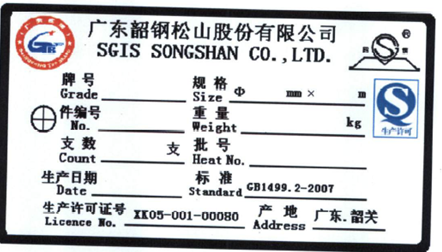 广东韶钢松山股份有限公司
SGIS SONGSHAN CO.,LTD.
牌号 规格
Grade Size Φ mm × m
件编号 重量
No. Weight kg
支数 支 批号
Count Heat No.
生产日期 标准
Date Standard GB1499.2-2007
生产许可证号 XK05-001-00080 产地 广东.韶关
Licence No. Address
生产许可